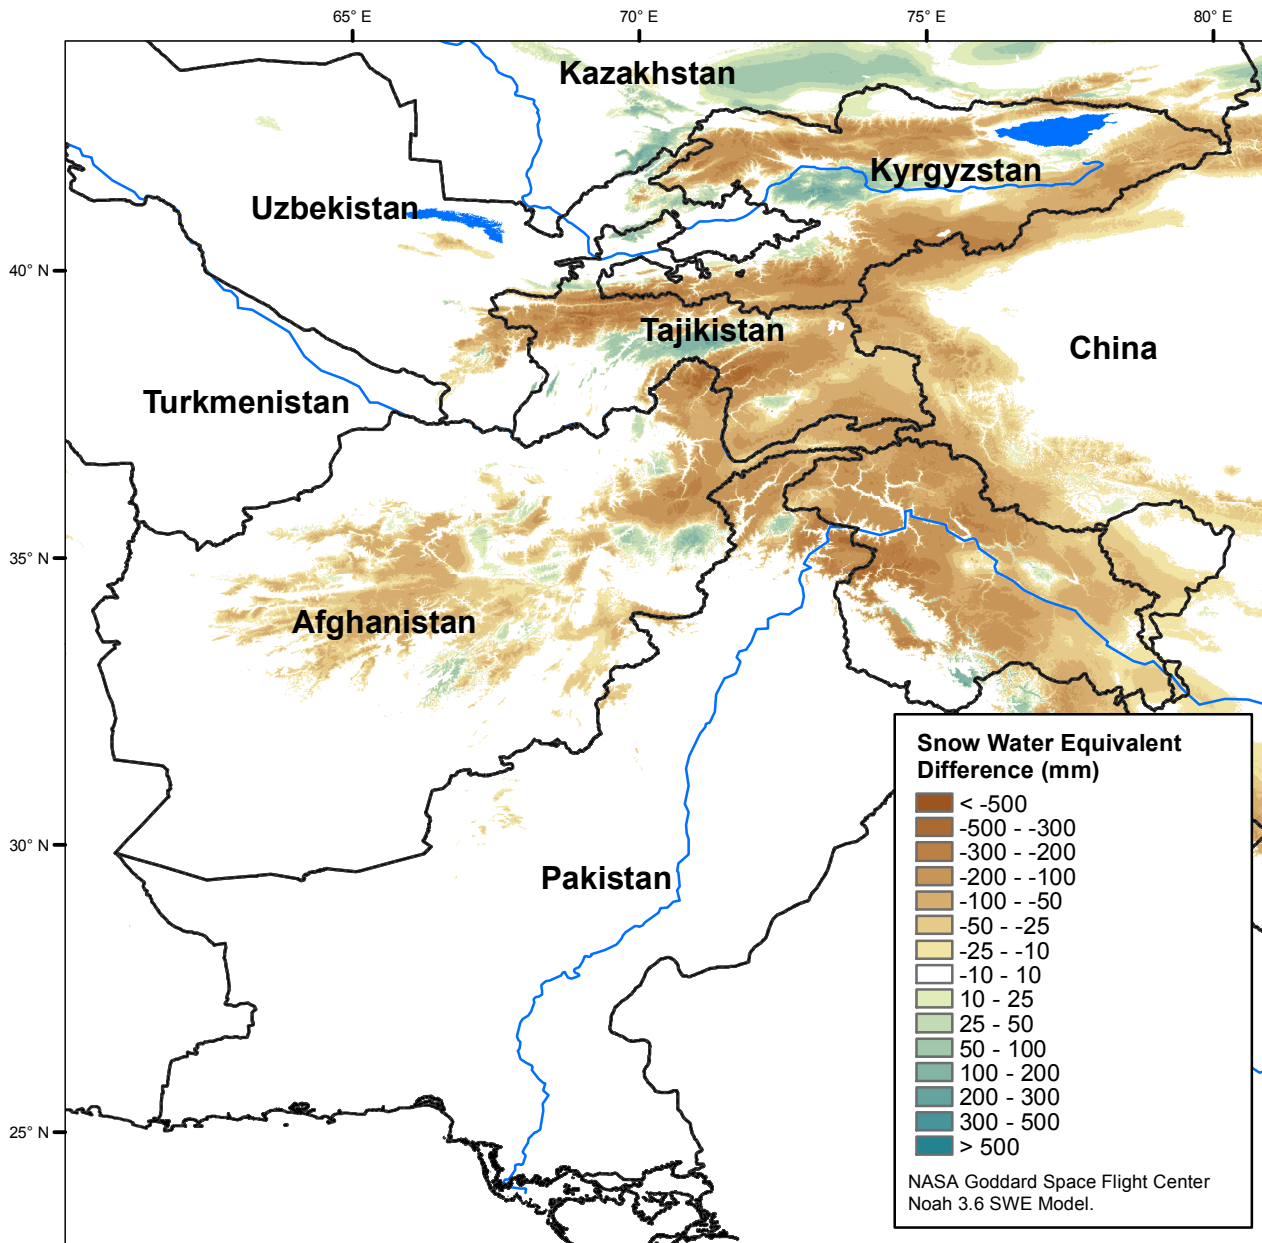 65° E
70° E
75° E
80° E
Kazakhstan
Kyrgyzstan
Uzbekistan
40° N
Tajikistan
China
Turkmenistan
35° N
Afghanistan
Snow Water Equivalent
Difference (mm)
< -500
-500 - -300
-300 - -200
-200 - -100
-100 - -50
-50 - -25
-25 - -10
-10 - 10
10 - 25
25 - 50
50 - 100
100 - 200
200 - 300
300 - 500
> 500
NASA Goddard Space Flight Center
Noah 3.6 SWE Model.
30° N
Pakistan
25° N